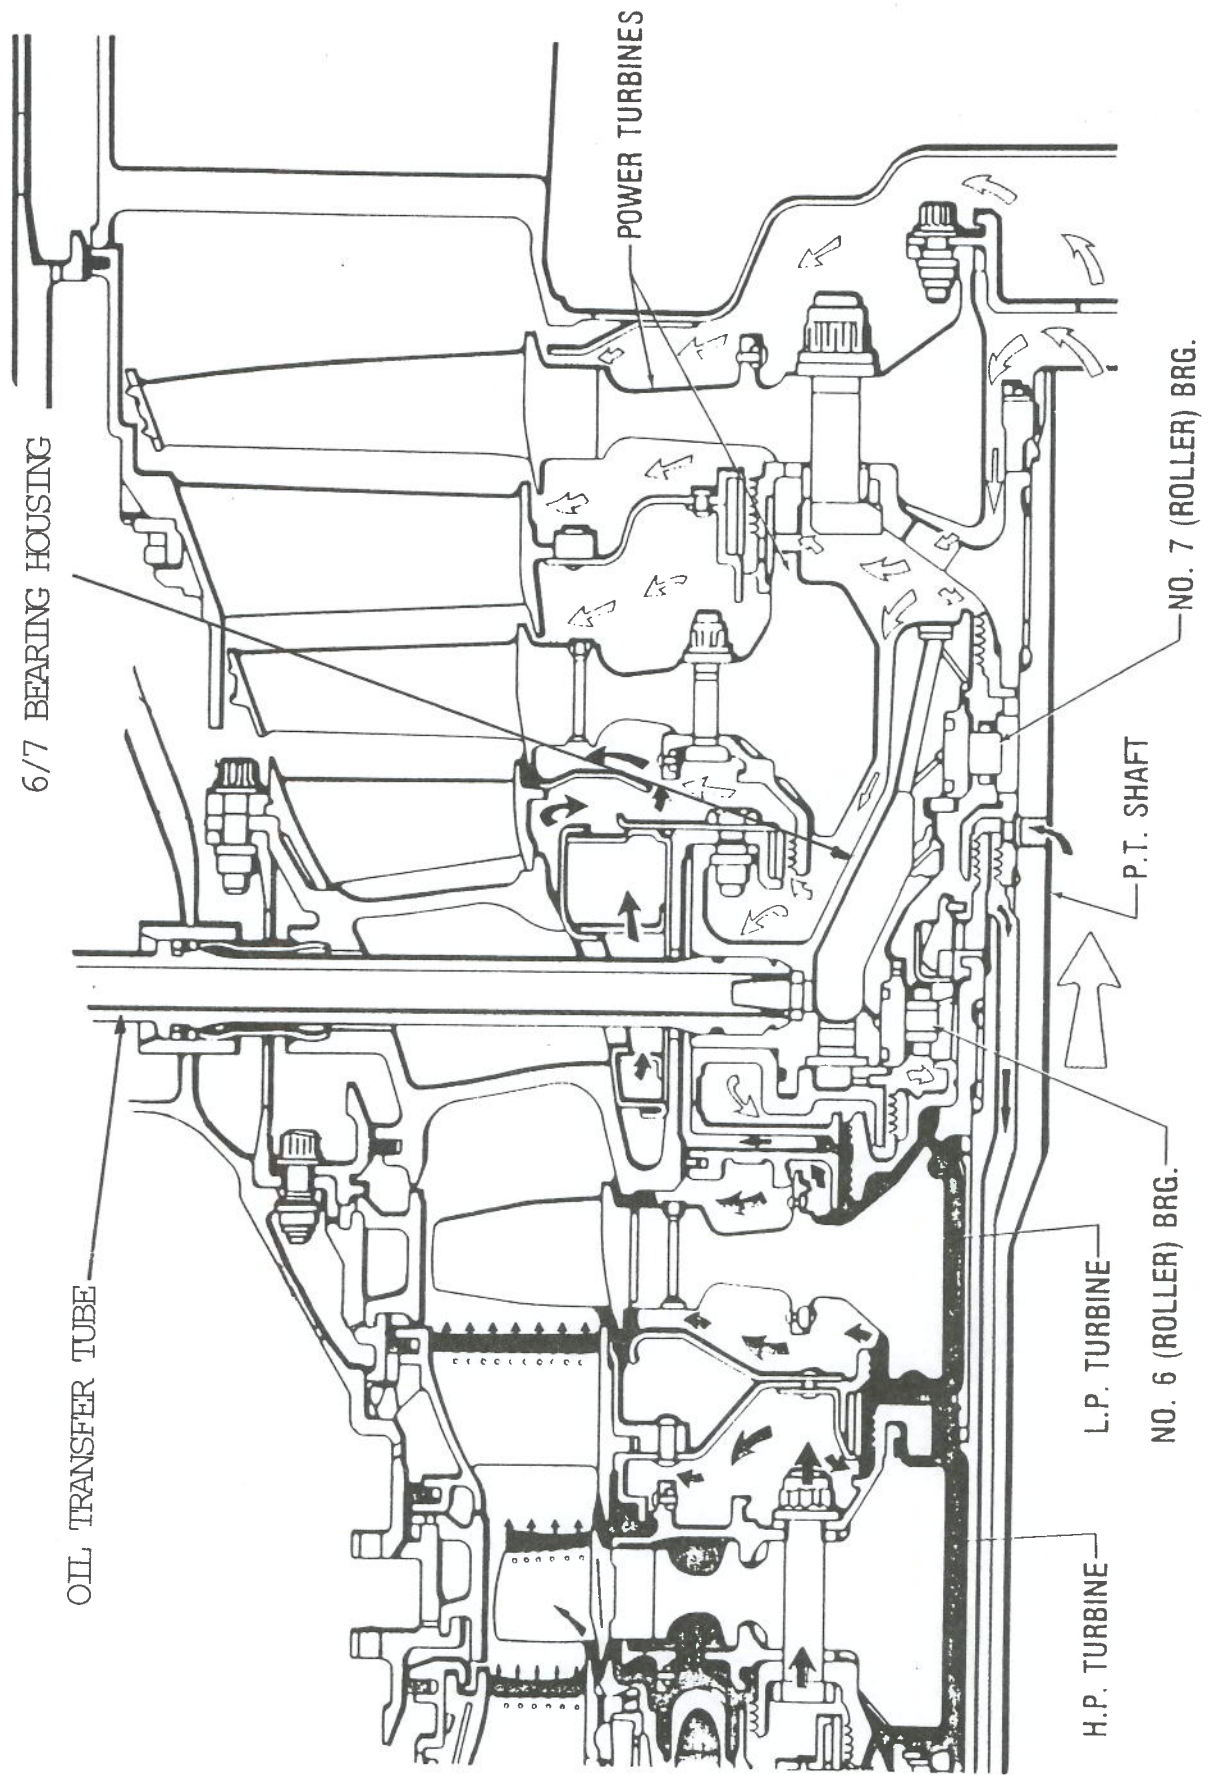 6/7 BEARING HOUSING
OIL TRANSFER TUBE
POWER TURBINES
NO. 7 (ROLLER) BRG.
P.T. SHAFT
L.P. TURBINE
NO. 6 (ROLLER) BRG.
H.P. TURBINE